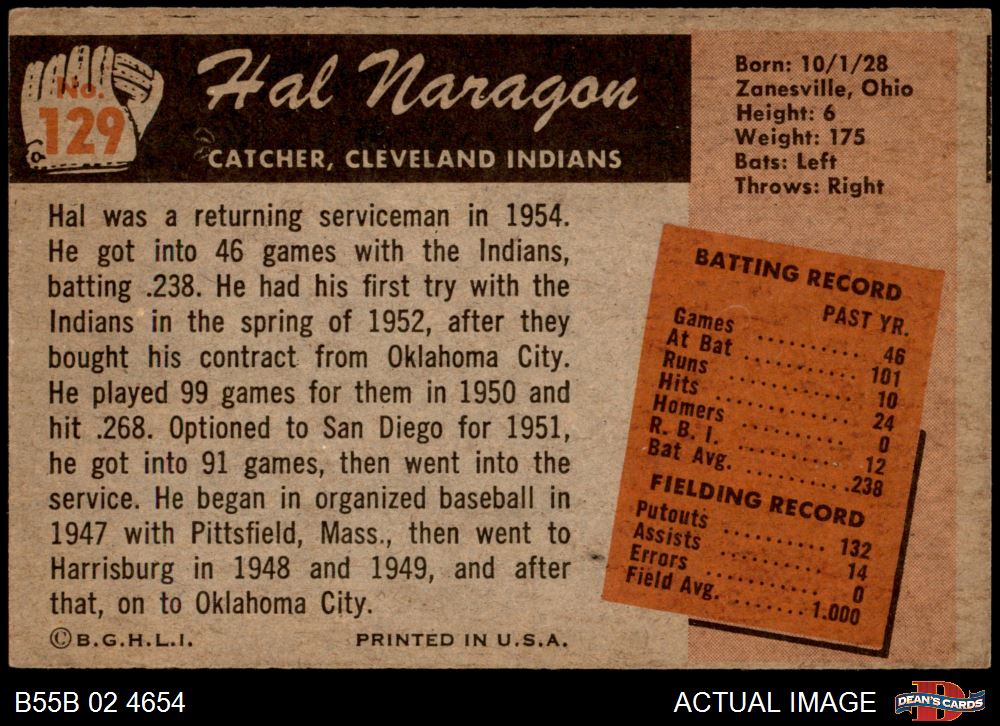 No.
129
Hal Naragon
CATCHER, CLEVELAND INDIANS
Born: 10/1/28
Zanesville, Ohio
Height: 6
Weight: 175
Bats: Left
Throws: Right
Hal was a returning serviceman in 1954.
He got into 46 games with the Indians,
batting .238. He had his first try with the
Indians in the spring of 1952, after they
bought his contract from Oklahoma City.
He played 99 games for them in 1950 and
hit .268. Optioned to San Diego for 1951,
he got into 91 games, then went into the
service. He began in organized baseball in
1947 with Pittsfield, Mass., then went to
Harrisburg in 1948 and 1949, and after
that, on to Oklahoma City.
©B.G.H.L.I. PRINTED IN U.S.A.
BATTING RECORD
PAST YR.
Games .......... 46
At Bat .......... 101
Runs .......... 10
Hits .......... 24
Homers .......... 0
R. B. I. .......... 12
Bat Avg. .......... .238
FIELDING RECORD
Putouts .......... 132
Assists .......... 14
Errors .......... 0
Field Avg. .......... 1.000
B55B 02 4654
ACTUAL IMAGE
D
DEAN'S CARDS